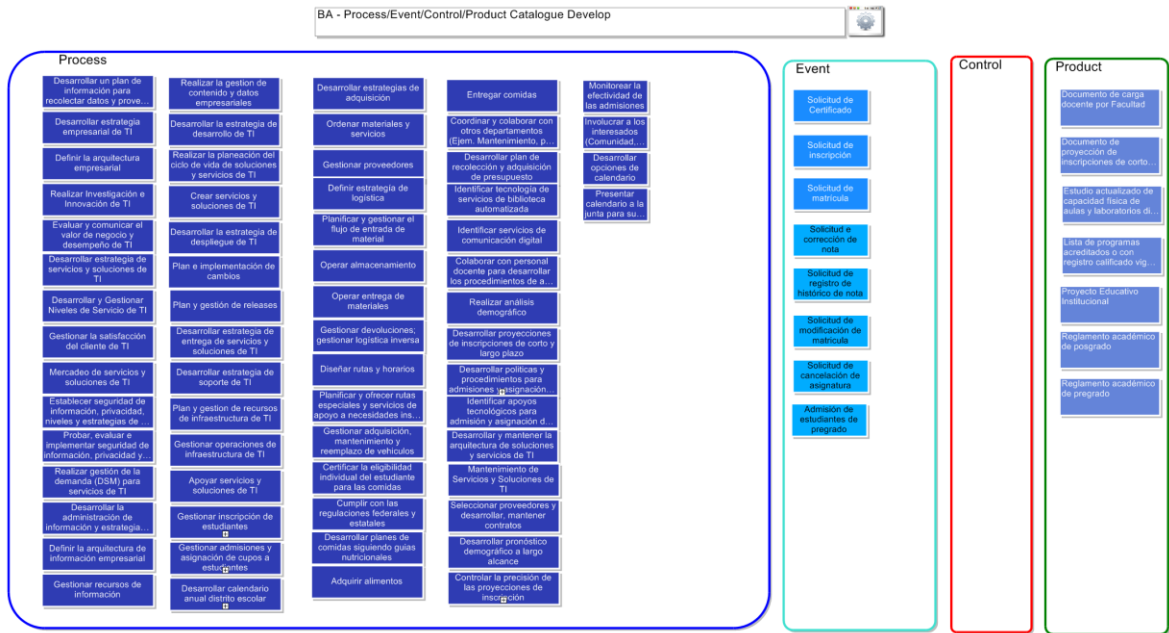 BA - Process/Event/Control/Product Catalogue Develop
Process
Desarrollar un plan de
información para
recolectar datos y prove…
Desarrollar estrategia
empresarial de TI
Definir la arquitectura
empresarial
Realizar Investigación e
Innovación de TI
Evaluar y comunicar el
valor de negocio y
desempeño de TI
Desarrollar estrategia de
servicios y soluciones de
TI
Desarrollar y Gestionar
Niveles de Servicio de TI
Gestionar la satisfacción
del cliente de TI
Mercadeo de servicios y
soluciones de TI
Establecer seguridad de
información, privacidad,
niveles y estrategias de …
Probar, evaluar e
implementar seguridad de
información, privacidad y…
Realizar gestión de la
demanda (DSM) para
servicios de TI
Desarrollar la
administración de
información y estrategia…
Definir la arquitectura de
información empresarial
Gestionar recursos de
información
Realizar la gestion de
contenido y datos
empresariales
Desarrollar la estrategia de
desarrollo de TI
Realizar la planeación del
ciclo de vida de soluciones
y servicios de TI
Crear servicios y
soluciones de TI
Desarrollar la estrategia de
despliegue de TI
Plan e implementación de
cambios
Plan y gestión de releases
Desarrollar estrategia de
entrega de servicios y
soluciones de TI
Desarrollar estrategia de
soporte de TI
Plan y gestion de recursos
de infraestructura de TI
Gestionar operaciones de
infraestructura de TI
Apoyar servicios y
soluciones de TI
Gestionar inscripción de
estudiantes
Gestionar admisiones y
asignación de cupos a
estudiantes
Desarrollar calendario
anual distrito escolar
Desarrollar estrategias de
adquisición
Ordenar materiales y
servicios
Gestionar proveedores
Definir estrategía de
logística
Planificar y gestionar el
flujo de entrada de
material
Operar almacenamiento
Operar entrega de
materiales
Gestionar devoluciones;
gestionar logística inversa
Diseñar rutas y horarios
Planificar y ofrecer rutas
especiales y servicios de
apoyo a necesidades ins…
Gestionar adquisición,
mantenimiento y
reemplazo de vehículos
Certificar la eligibilidad
individual del estudiante
para las comidas
Cumplir con las
regulaciones federales y
estatales
Desarrollar planes de
comidas siguiendo guias
nutricionales
Adquirir alimentos
Entregar comidas
Coordinar y colaborar con
otros departamentos
(Ejem. Mantenimiento, p…
Desarrollar plan de
recolección y adquisición
de presupuesto
Identificar tecnología de
servicios de biblioteca
automatizada
Identificar servicios de
comunicación digital
Colaborar con personal
docente para desarrollar
los procedimientos de a…
Realizar análisis
demográfico
Desarrollar proyecciones
de inscripciones de corto y
largo plazo
Desarrollar políticas y
procedimientos para
admisiones y asignación…
Identificar apoyos
tecnológicos para
admisión y asignación d…
Desarrollar y mantener la
arquitectura de soluciones
y servicios de TI
Mantenimiento de
Servicios y Soluciones de
TI
Seleccionar proveedores y
desarrollar, mantener
contratos
Desarrollar pronóstico
demográfico a largo
alcance
Controlar la precisión de
las proyecciones de
inscripción
Monitorear la
efectividad de
las admisiones
Involucrar a los
interesados
(Comunidad,…
Desarrollar
opciones de
calendario
Presentar
calendario a la
junta para su…
Event
Solicitud de
Certificado
Solicitud de
inscripción
Solicitud de
matrícula
Solicitud e
corrección de
nota
Solicitud de
registro de
histórico de nota
Solicitud de
modificación de
matrícula
Solicitud de
cancelación de
asignatura
Admisión de
estudiantes de
pregrado
Control
Product
Documento de carga
docente por Facultad
Documento de
proyección de
inscripciones de corto…
Estudio actualizado de
capacidad física de
aulas y laboratorios di…
Lista de programas
acreditados o con
registro calificado vig…
Proyecto Educativo
Institucional
Reglamento académico
de posgrado
Reglamento académico
de pregrado